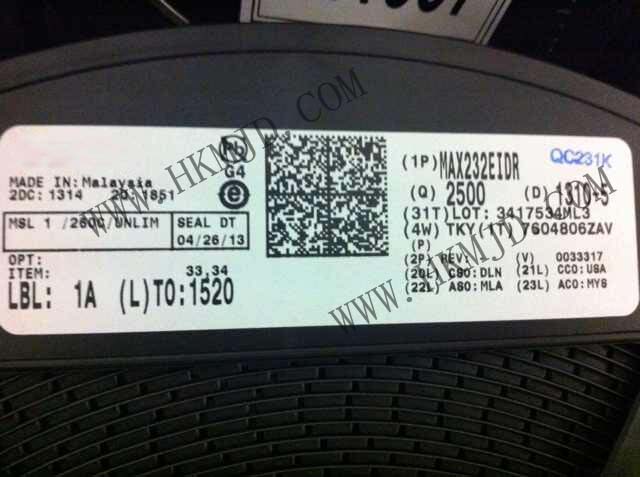 WWW.HKMJD.COM
Pb
G4
e
MADE IN: Malaysia
2DC: 1314 20: 1851
MSL 1 /260C/UNLIM SEAL DT
04/26/13
OPT:
ITEM: 33,34
LBL: 1A (L)TO:1520
(1P) MAX232EIDR QC231K
(Q) 2500 (D)
(31T)LOT: 3417534ML3
(4W) TKY(1T) 7604806ZAV
(P)
(2P) REV: (V) 0033317
(20L) CSO:DLN (21L) CCO:USA
(22L) ASO:MLA (23L) ACO:MYS
WWW.HKMJD.COM